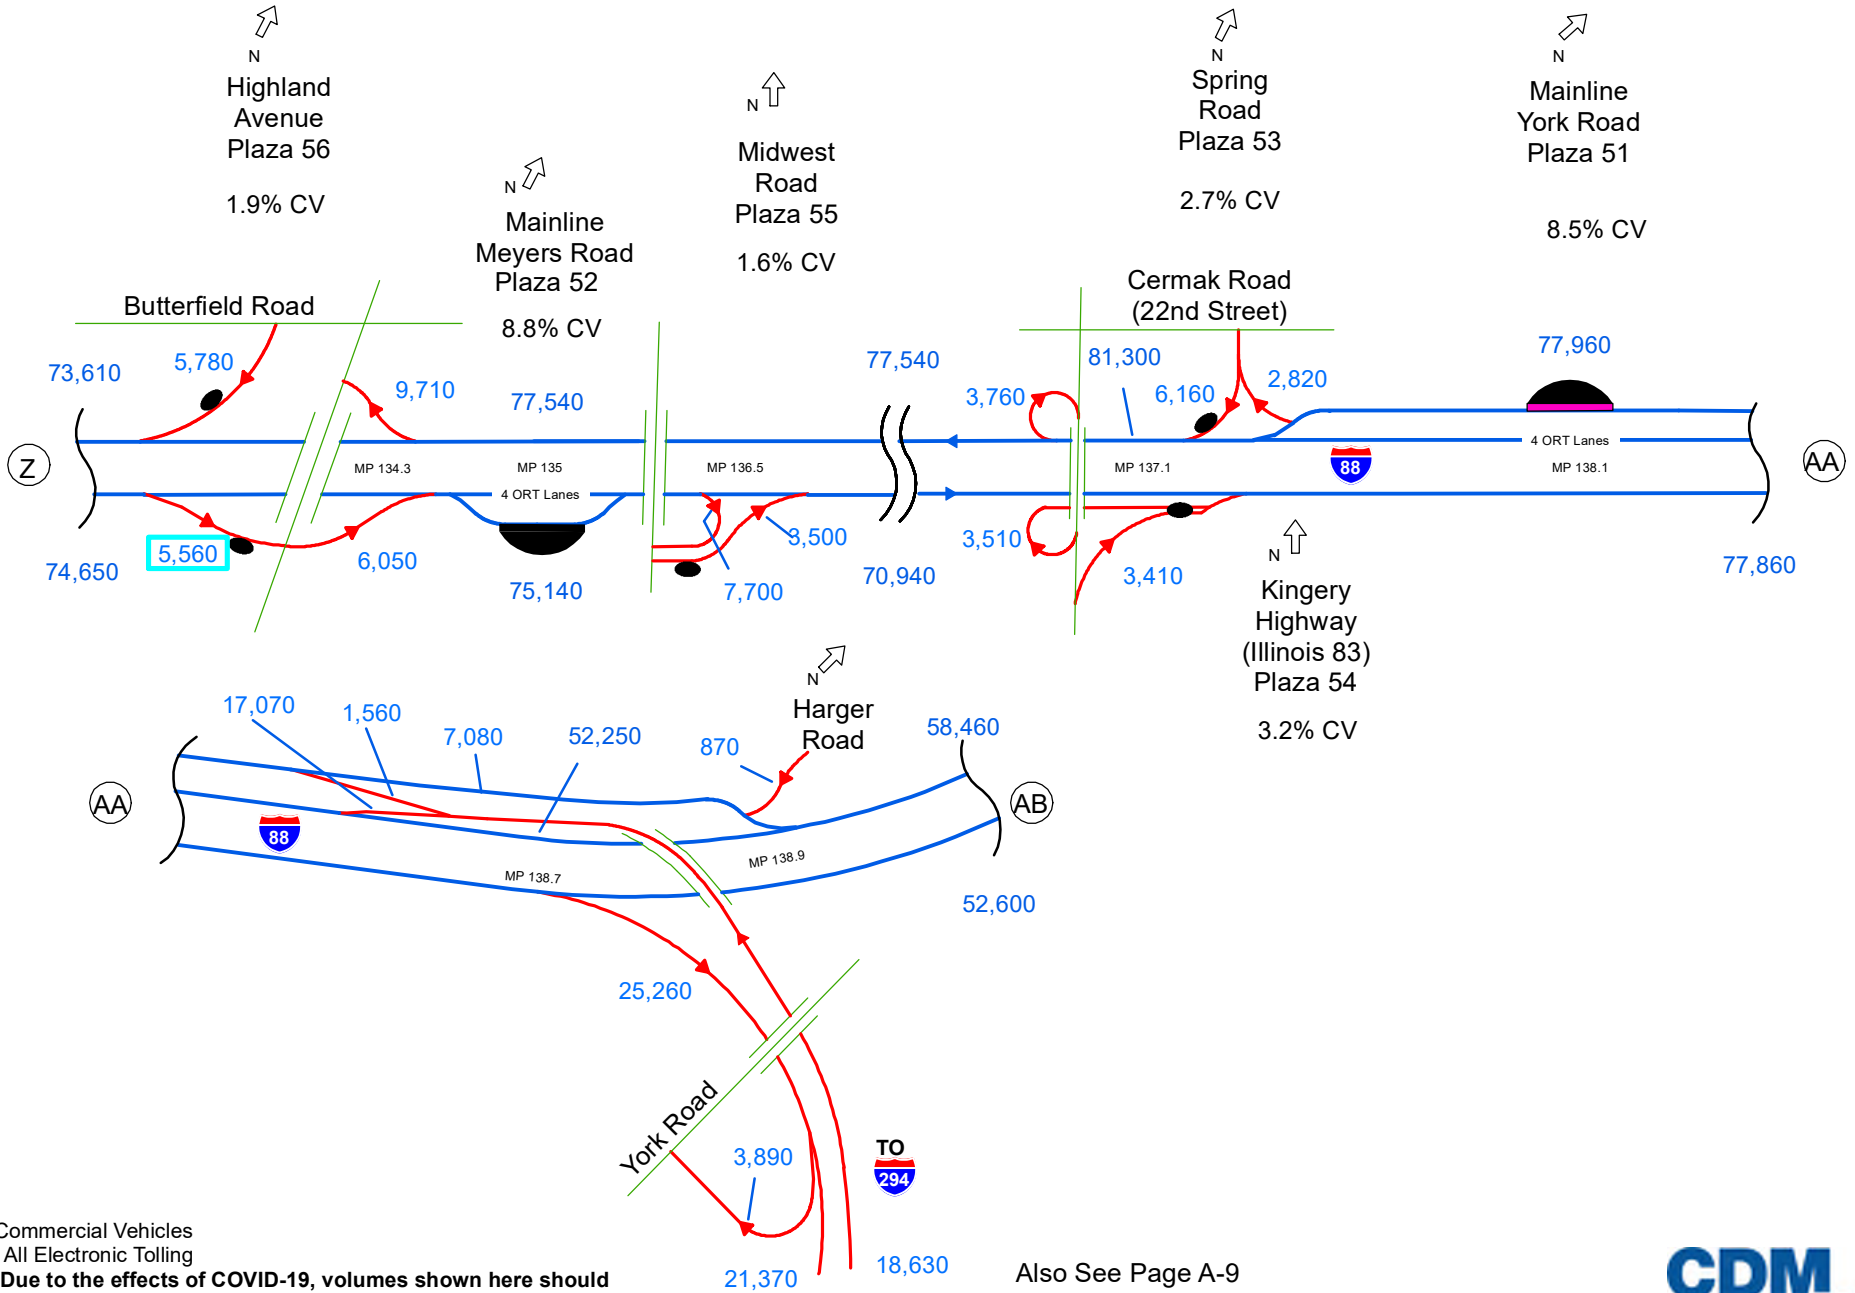 N
Highland
Avenue
Plaza 56
1.9% CV
N
Mainline
Meyers Road
Plaza 52
8.8% CV
N
Midwest
Road
Plaza 55
1.6% CV
N
Spring
Road
Plaza 53
2.7% CV
N
Mainline
York Road
Plaza 51
8.5% CV
Butterfield Road
Cermak Road
(22nd Street)
73,610
5,780
9,710
77,540
77,540
3,760
81,300
6,160
2,820
77,960
Z
MP 134.3
MP 135
4 ORT Lanes
MP 136.5
MP 137.1
88
4 ORT Lanes
MP 138.1
AA
74,650
5,560
6,050
75,140
7,700
3,500
70,940
3,510
3,410
77,860
N
Kingery
Highway
(Illinois 83)
Plaza 54
3.2% CV
N
Harger
Road
17,070
1,560
7,080
52,250
870
58,460
AA
88
MP 138.7
MP 138.9
AB
52,600
25,260
York Road
3,890
TO
294
21,370
18,630
Commercial Vehicles
All Electronic Tolling
Due to the effects of COVID-19, volumes shown here should
Also See Page A-9
CDM